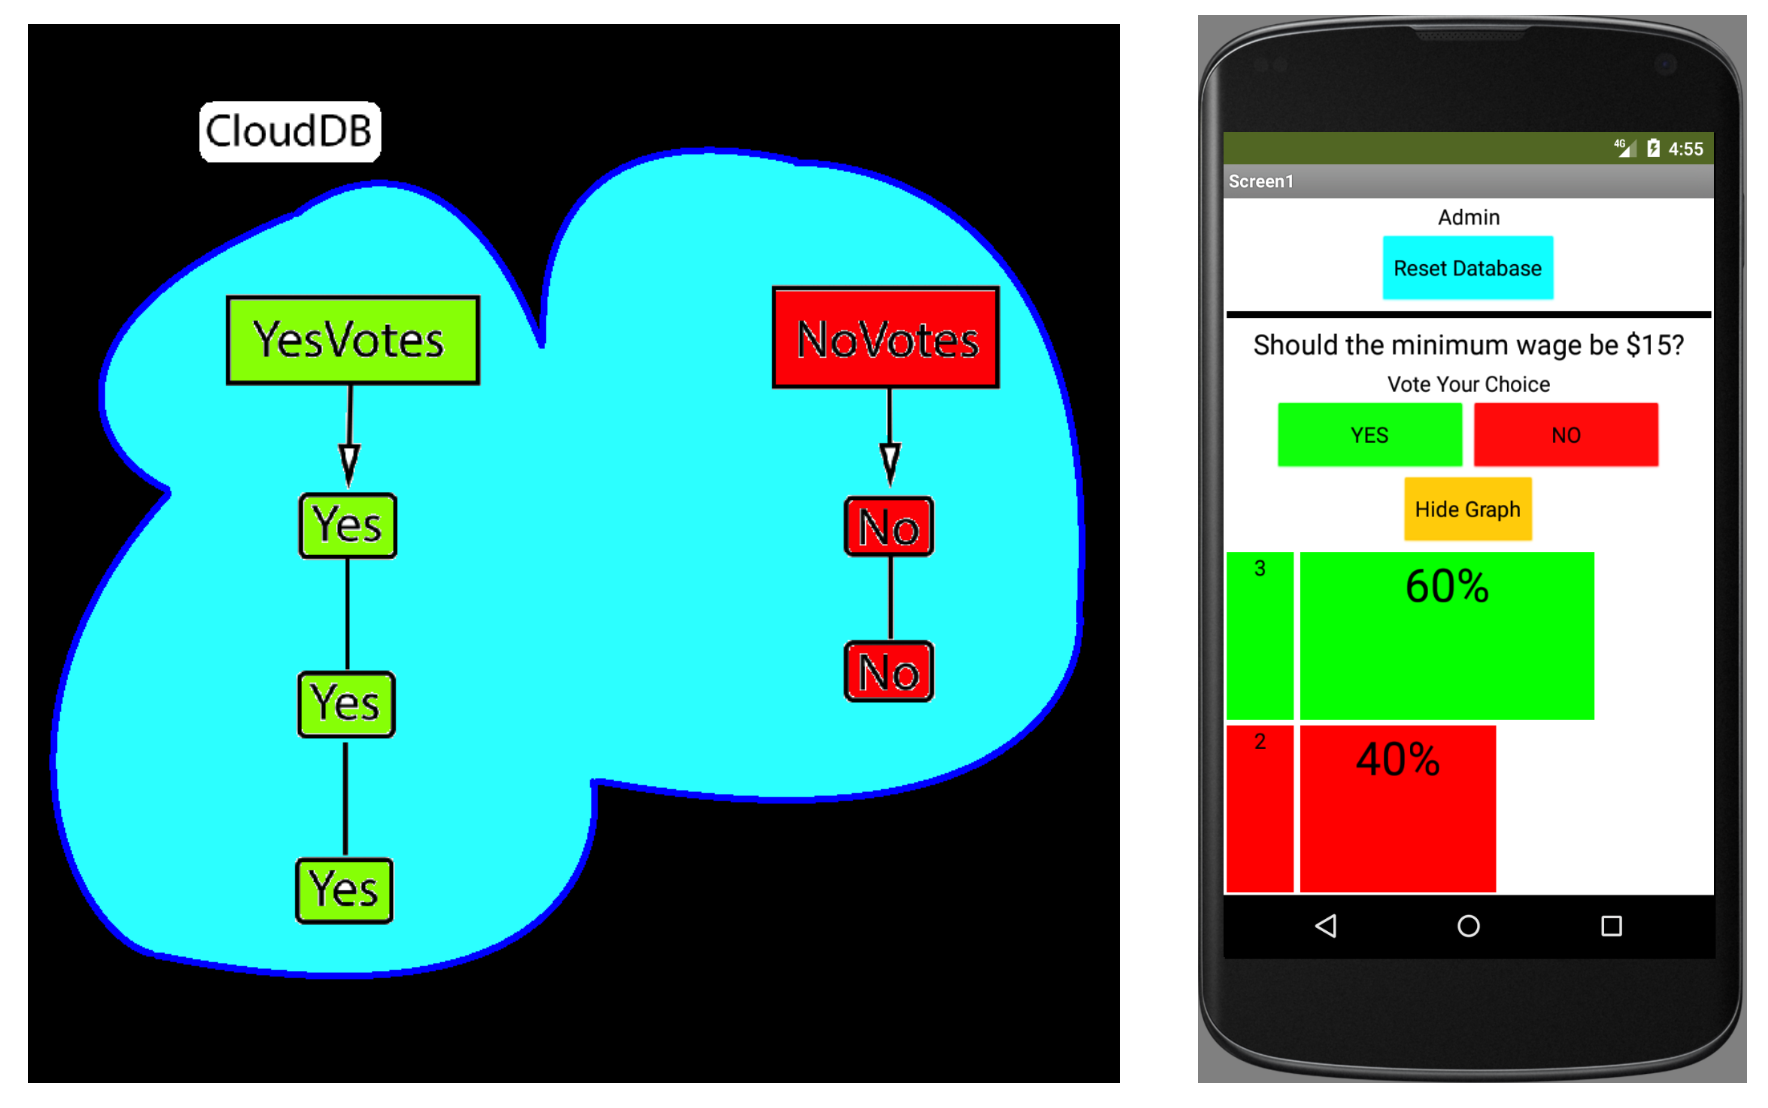 CloudDB
YesVotes
NoVotes
Yes
No
Yes
No
Yes
4G 4:55
Screen1
Admin
Reset Database
Should the minimum wage be $15?
Vote Your Choice
YES NO
Hide Graph
3 60%
2 40%